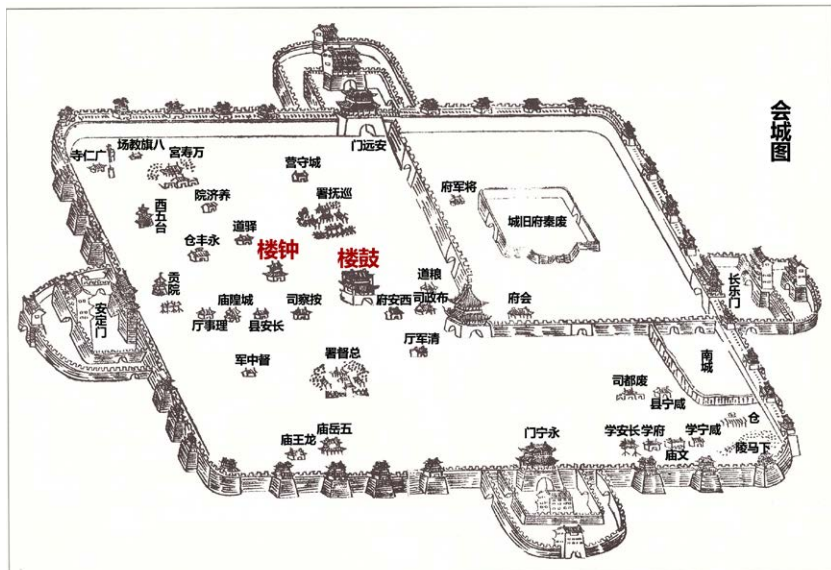 会城图
安远门
八旗教场
广仁寺
万寿宮
城守营
将军府
巡抚署
养济院
酉五台
驿道
永丰仓
废秦府旧城
钟楼
鼓楼
粮道
长乐门
贡院
理事厅
城隍庙
长安县
按察司
西安府
布政司
会府
安定门
清军厅
督中军
总督署
南城
废都司
咸宁县
仓
龙王庙
五岳庙
永宁门
长安学
府学
文庙
咸宁学
下马陵